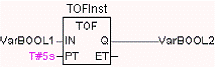 TOFInst
TOF
VarBOOL1 IN Q VarBOOL2
T#5s PT ET